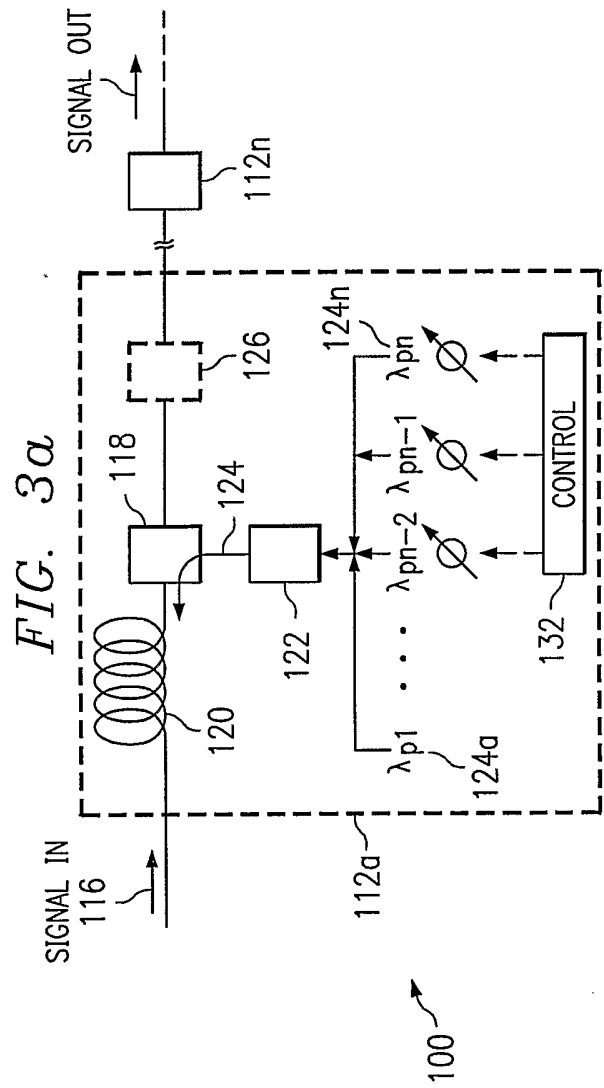 FIG. 3a
SIGNAL IN
116
SIGNAL OUT
120
118
126
112n
124
122
λp1
λpn-2
λpn-1
λpn
124a
124n
132
CONTROL
112a
100